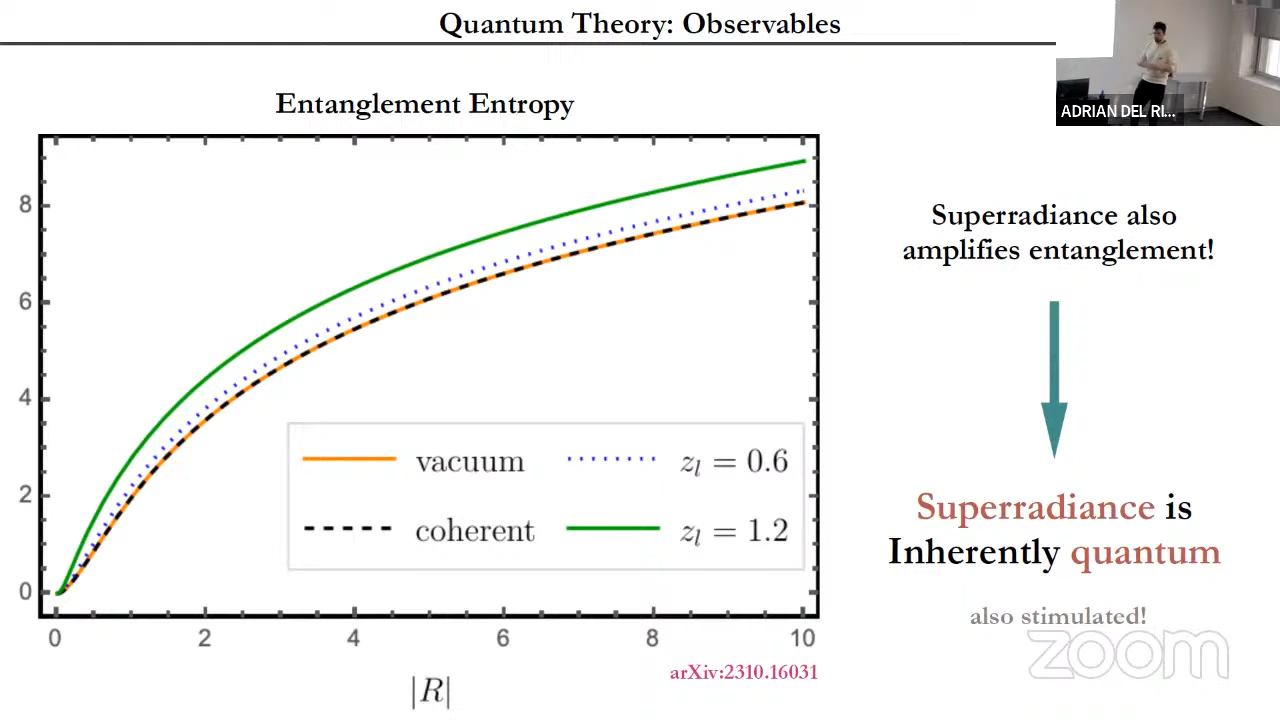 Quantum Theory: Observables
ADRIAN DEL RI...
Entanglement Entropy
8
6
4
2
0
vacuum
z_l = 0.6
coherent
z_l = 1.2
0 2 4 6 8 10
|R|
arXiv:2310.16031
Superradiance also
amplifies entanglement!
Superradiance is
Inherently quantum
also stimulated!
zoom